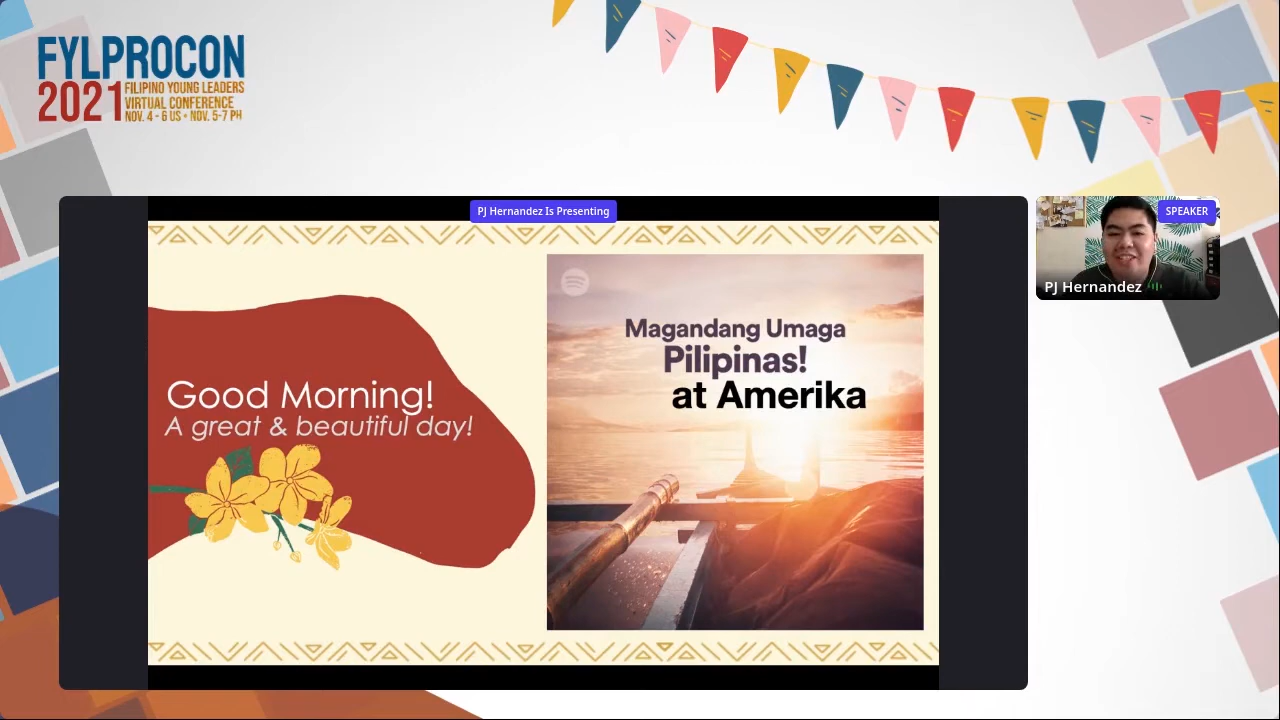 FYLPROCON
2021
FILIPINO YOUNG LEADERS
VIRTUAL CONFERENCE
NOV. 4 - 6 US • NOV. 5-7 PH
PJ Hernandez Is Presenting
SPEAKER
PJ Hernandez
Good Morning!
A great & beautiful day!
Magandang Umaga
Pilipinas!
at Amerika